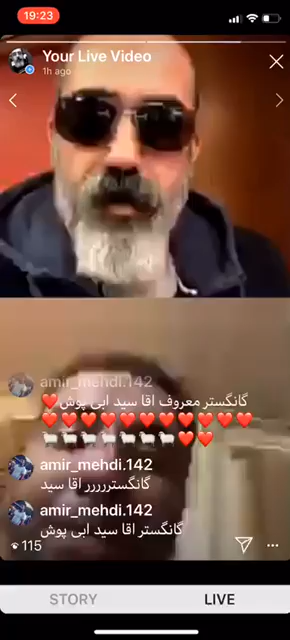 19:23
Your Live Video
1h ago
amir_mehdi.142
گانگستر معروف اقا سید ابی پوش❤️
❤️❤️❤️❤️❤️❤️❤️❤️❤️❤️❤️
🐑🐑🐑🐑🐑🐑🐑❤️❤️
amir_mehdi.142
گانگسترررر اقا سید
amir_mehdi.142
گانگستر اقا سید ابی پوش
115
STORY
LIVE